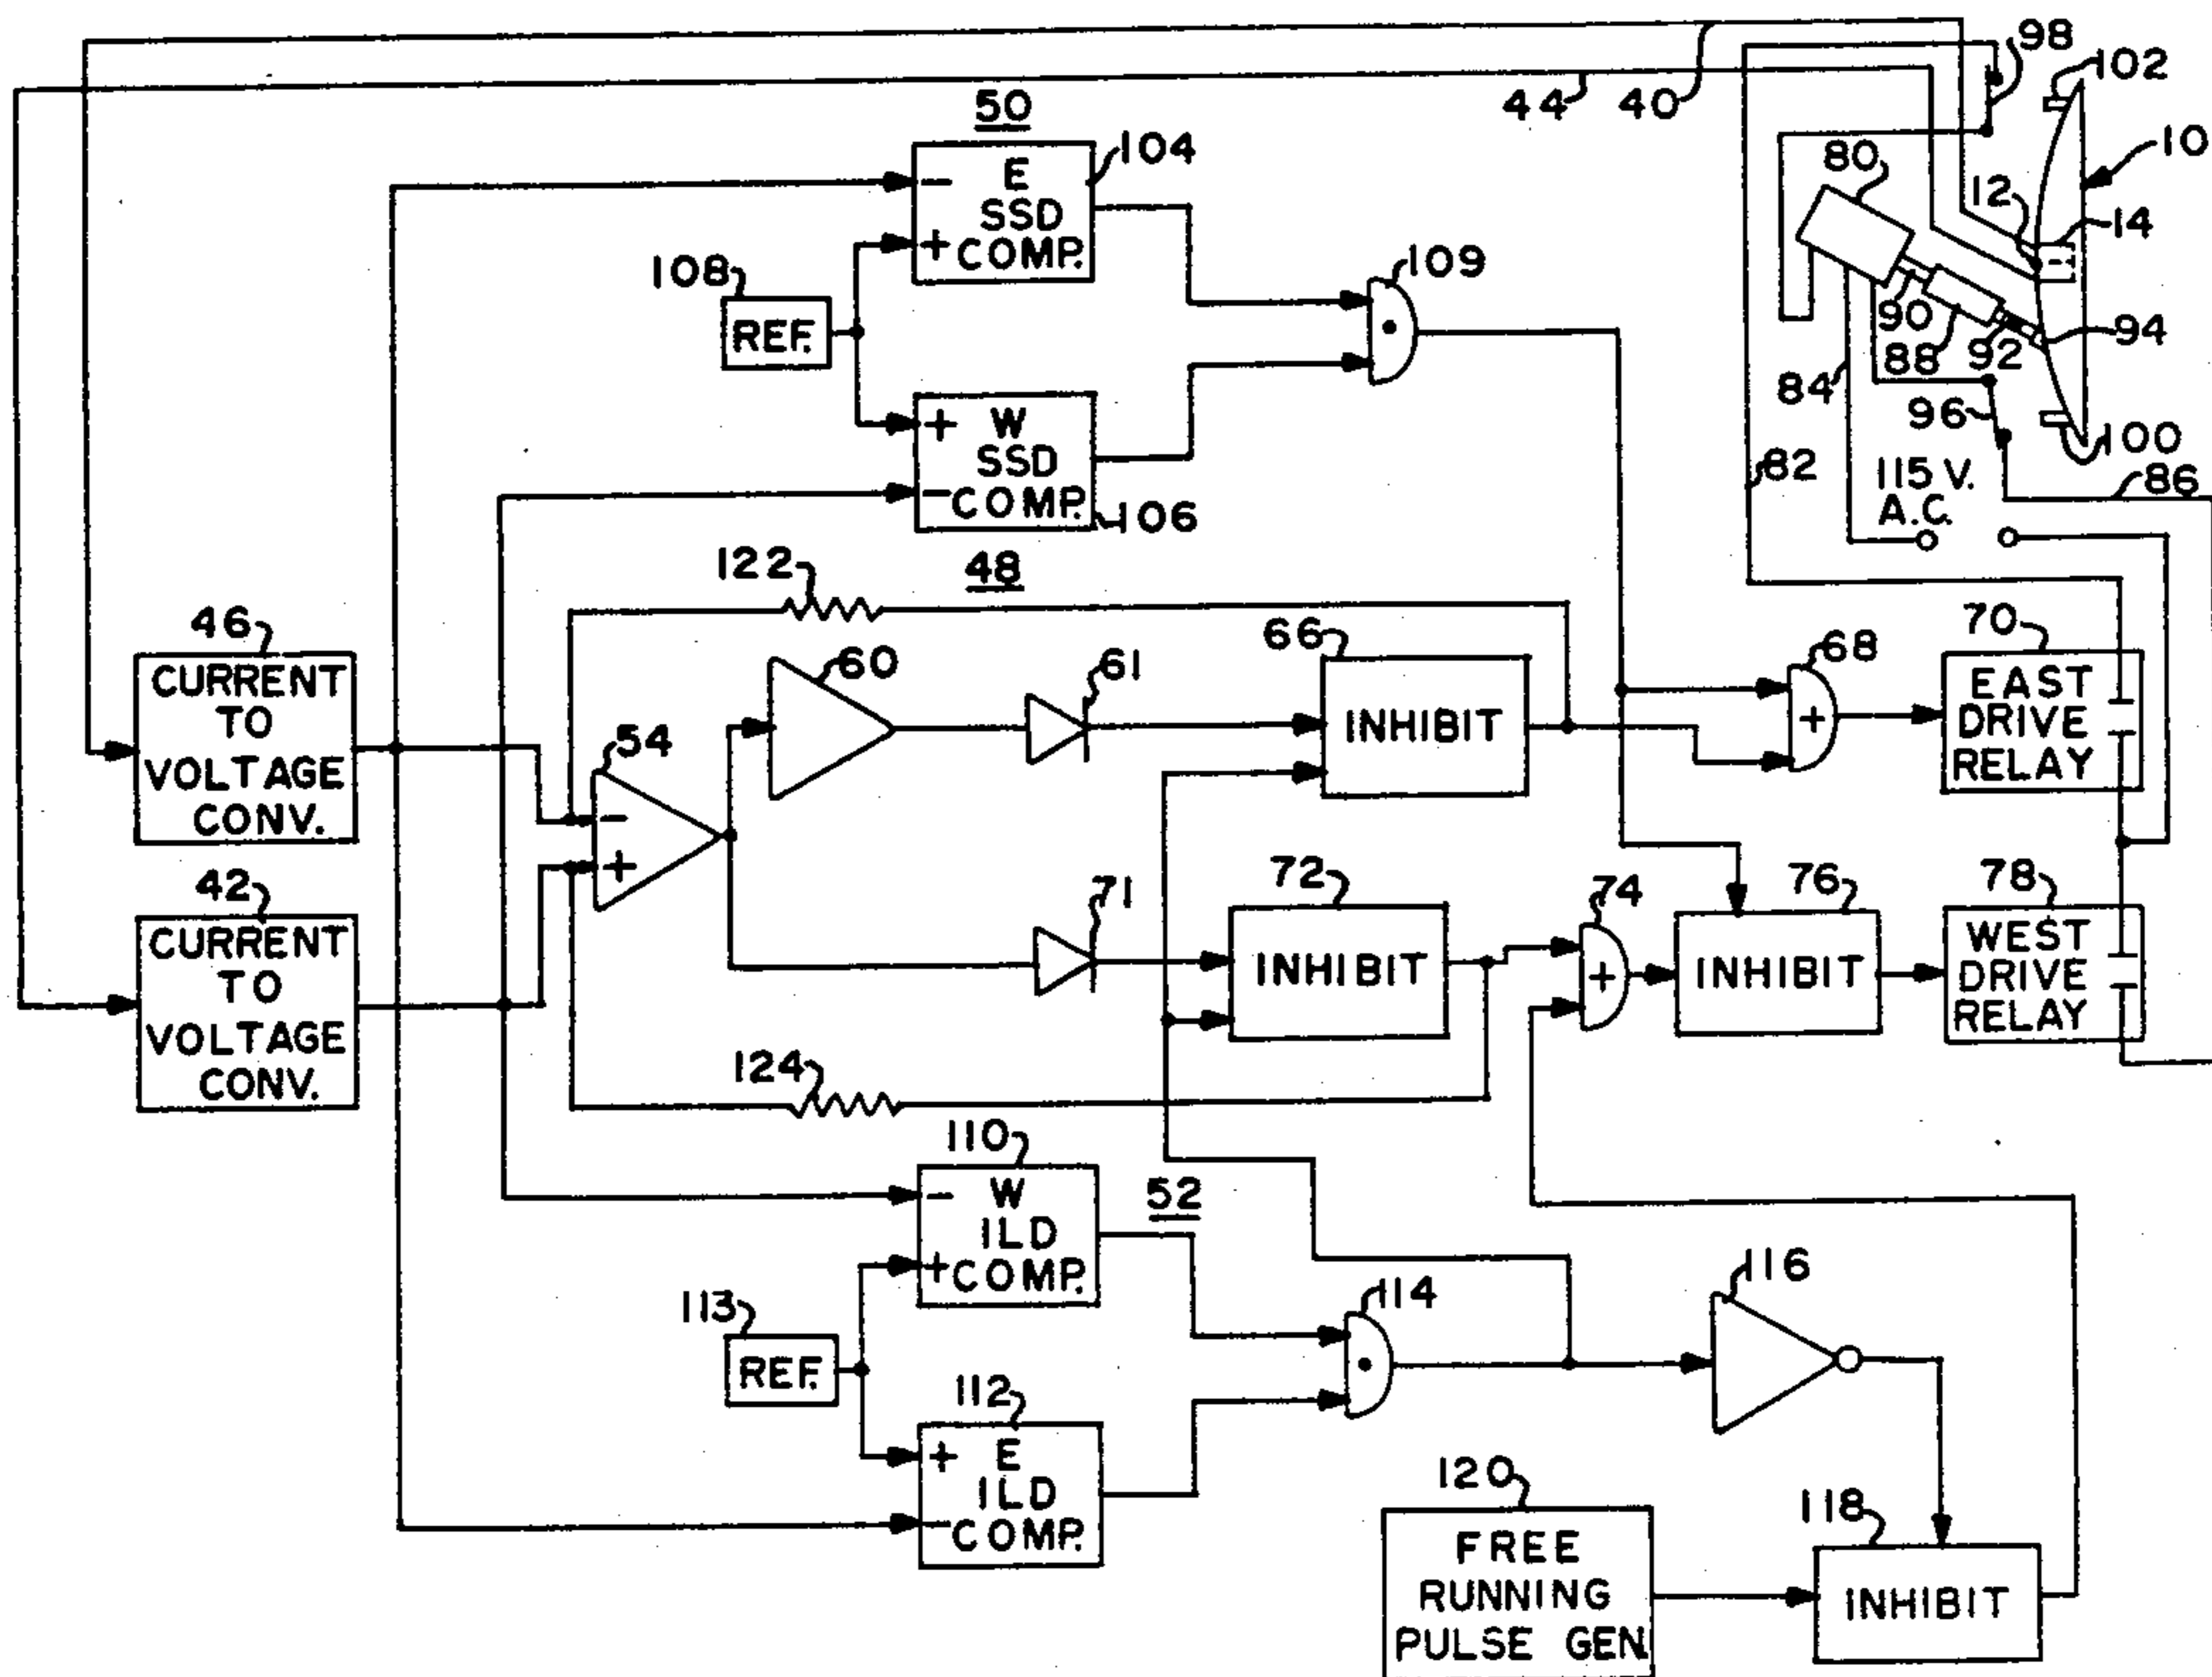 98
102
44
40
50
10
104
80
12
14
E
SSD
COMP.
-
+
108
REF.
109
90
88
92
94
84
96
100
+
-
W
SSD
COMP.
106
82
115 V.
A.C.
86
122
48
46
CURRENT
TO
VOLTAGE
CONV.
60
61
66
INHIBIT
68
+
70
EAST
DRIVE
RELAY
54
-
+
42
CURRENT
TO
VOLTAGE
CONV.
71
72
INHIBIT
74
+
76
INHIBIT
78
WEST
DRIVE
RELAY
124
110
-
+
W
ILD
COMP.
52
113
REF.
114
116
112
+
-
E
ILD
COMP.
120
FREE
RUNNING
PULSE GEN.
118
INHIBIT